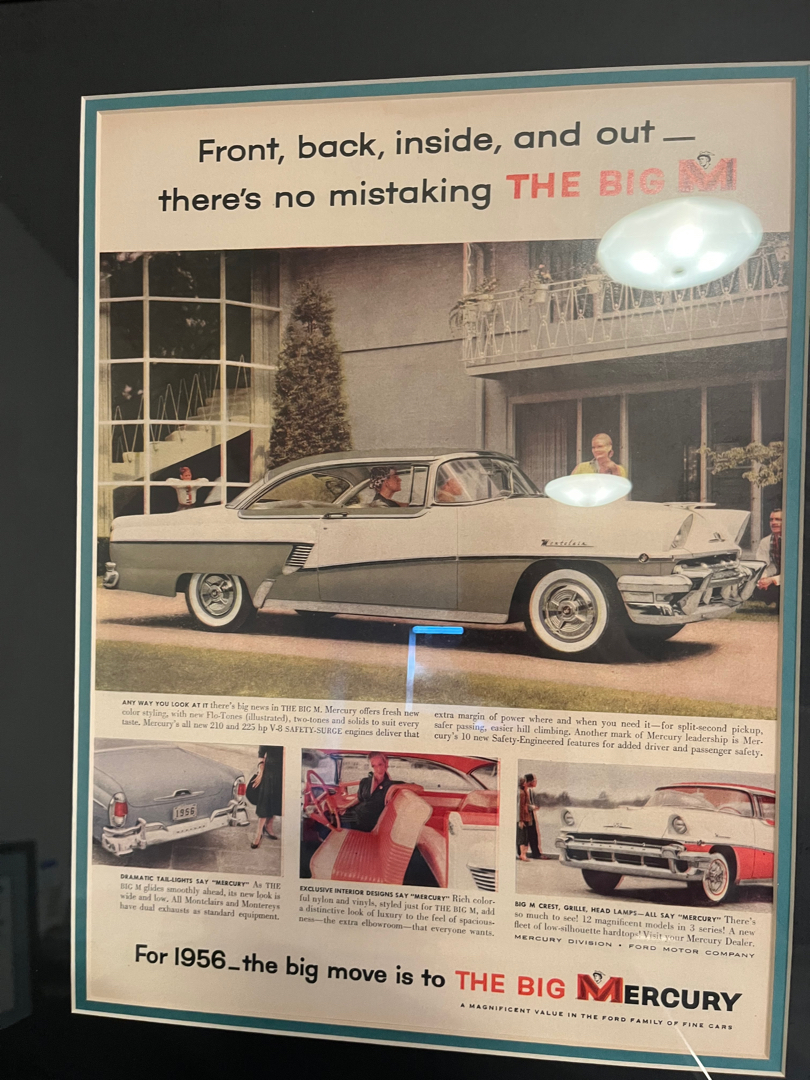 Front, back, inside, and out—
there's no mistaking THE BIG M
Montclair
ANY WAY YOU LOOK AT IT there's big news in THE BIG M. Mercury offers fresh new
color styling, with new Flo-Tones (illustrated), two-tones and solids to suit every
taste. Mercury's all new 210 and 225 hp V-8 SAFETY-SURGE engines deliver that
extra margin of power where and when you need it—for split-second pickup,
safer passing, easier hill climbing. Another mark of Mercury leadership is Mer-
cury's 10 new Safety-Engineered features for added driver and passenger safety.
1956
DRAMATIC TAIL-LIGHTS SAY "MERCURY" As THE
BIG M glides smoothly ahead, its new look is
wide and low. All Montclairs and Montereys
have dual exhausts as standard equipment.
EXCLUSIVE INTERIOR DESIGNS SAY "MERCURY" Rich color-
ful nylon and vinyls, styled just for THE BIG M, add
a distinctive look of luxury to the feel of spacious-
ness—the extra elbowroom—that everyone wants.
BIG M CREST, GRILLE, HEAD LAMPS—ALL SAY "MERCURY" There's
so much to see! 12 magnificent models in 3 series! A new
fleet of low-silhouette hardtops! Visit your Mercury Dealer.
MERCURY DIVISION • FORD MOTOR COMPANY
For 1956—the big move is to THE BIG MERCURY
A MAGNIFICENT VALUE IN THE FORD FAMILY OF FINE CARS